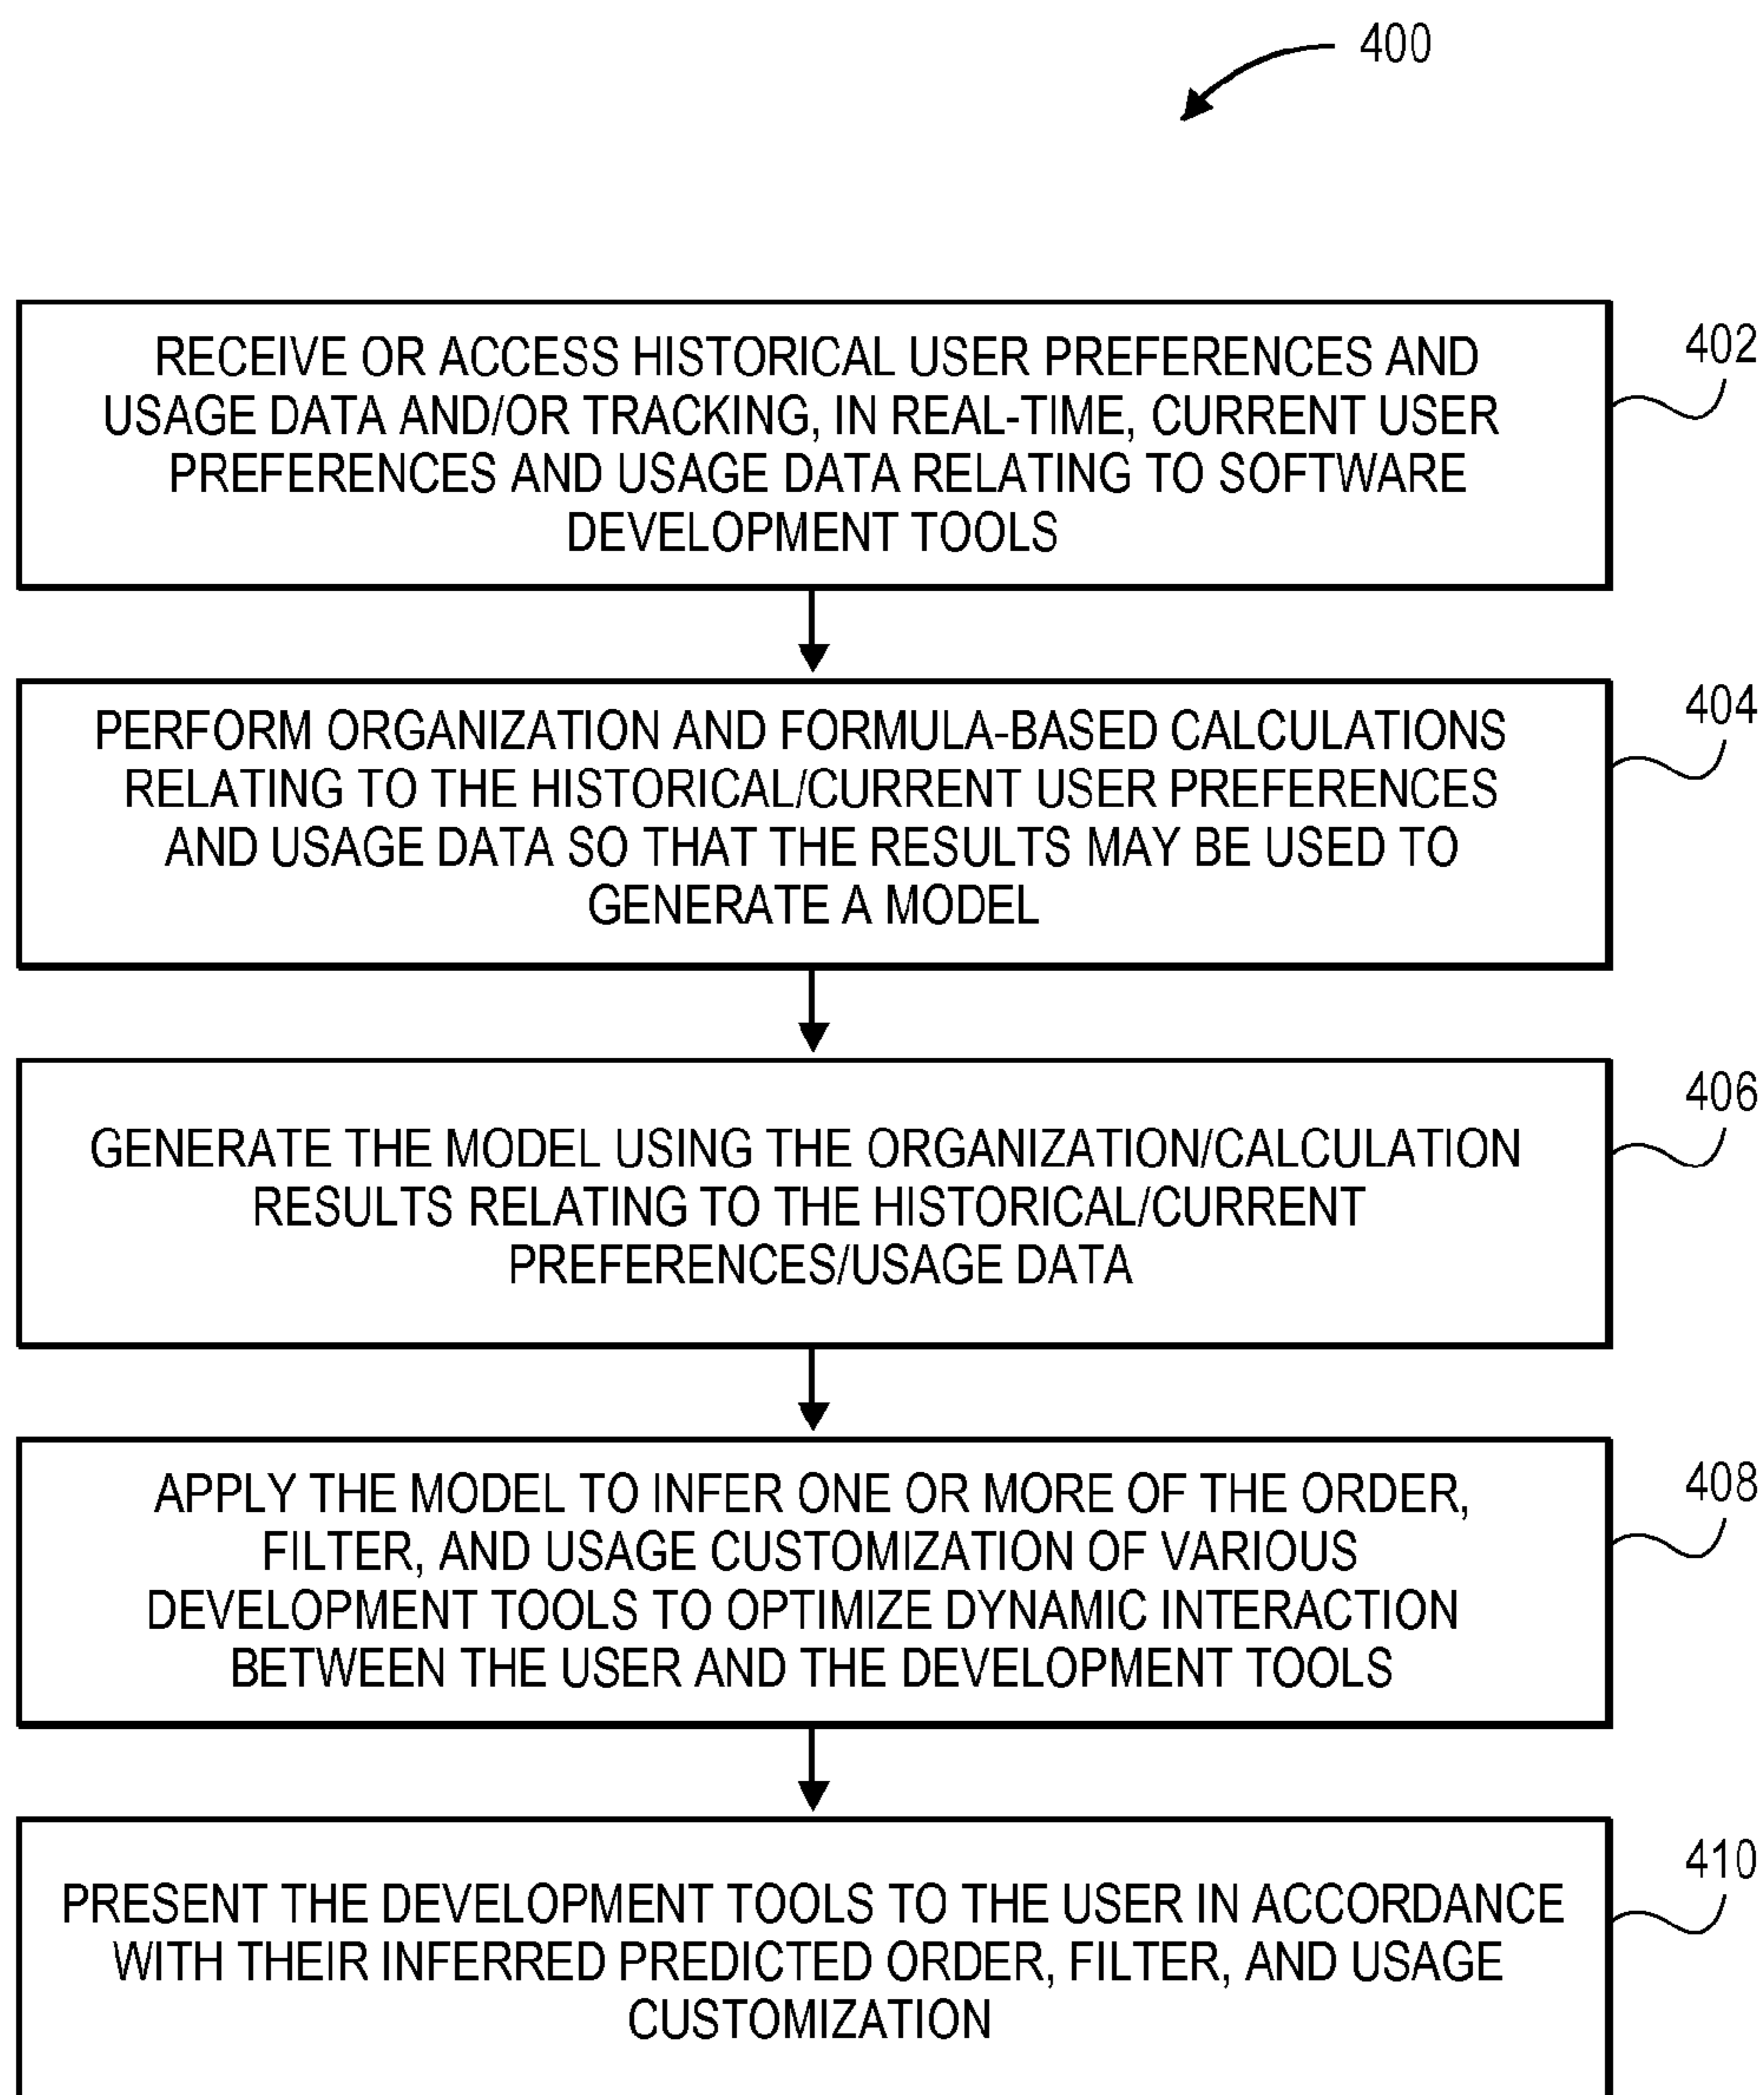 400
RECEIVE OR ACCESS HISTORICAL USER PREFERENCES AND
USAGE DATA AND/OR TRACKING, IN REAL-TIME, CURRENT USER
PREFERENCES AND USAGE DATA RELATING TO SOFTWARE
DEVELOPMENT TOOLS
402
PERFORM ORGANIZATION AND FORMULA-BASED CALCULATIONS
RELATING TO THE HISTORICAL/CURRENT USER PREFERENCES
AND USAGE DATA SO THAT THE RESULTS MAY BE USED TO
GENERATE A MODEL
404
GENERATE THE MODEL USING THE ORGANIZATION/CALCULATION
RESULTS RELATING TO THE HISTORICAL/CURRENT
PREFERENCES/USAGE DATA
406
APPLY THE MODEL TO INFER ONE OR MORE OF THE ORDER,
FILTER, AND USAGE CUSTOMIZATION OF VARIOUS
DEVELOPMENT TOOLS TO OPTIMIZE DYNAMIC INTERACTION
BETWEEN THE USER AND THE DEVELOPMENT TOOLS
408
PRESENT THE DEVELOPMENT TOOLS TO THE USER IN ACCORDANCE
WITH THEIR INFERRED PREDICTED ORDER, FILTER, AND USAGE
CUSTOMIZATION
410